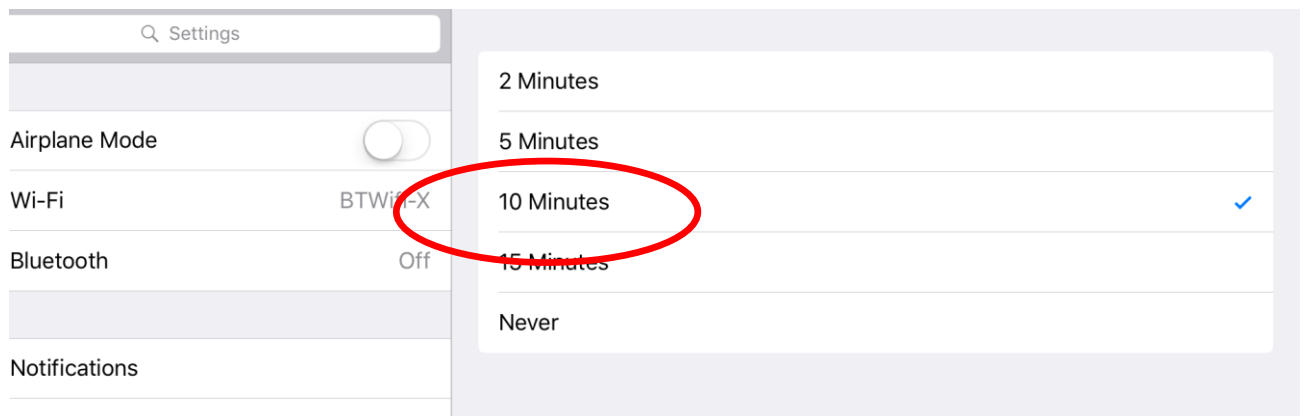 Settings
Airplane Mode
Wi-Fi BTWifi-X
Bluetooth Off
Notifications
2 Minutes
5 Minutes
10 Minutes
15 Minutes
Never